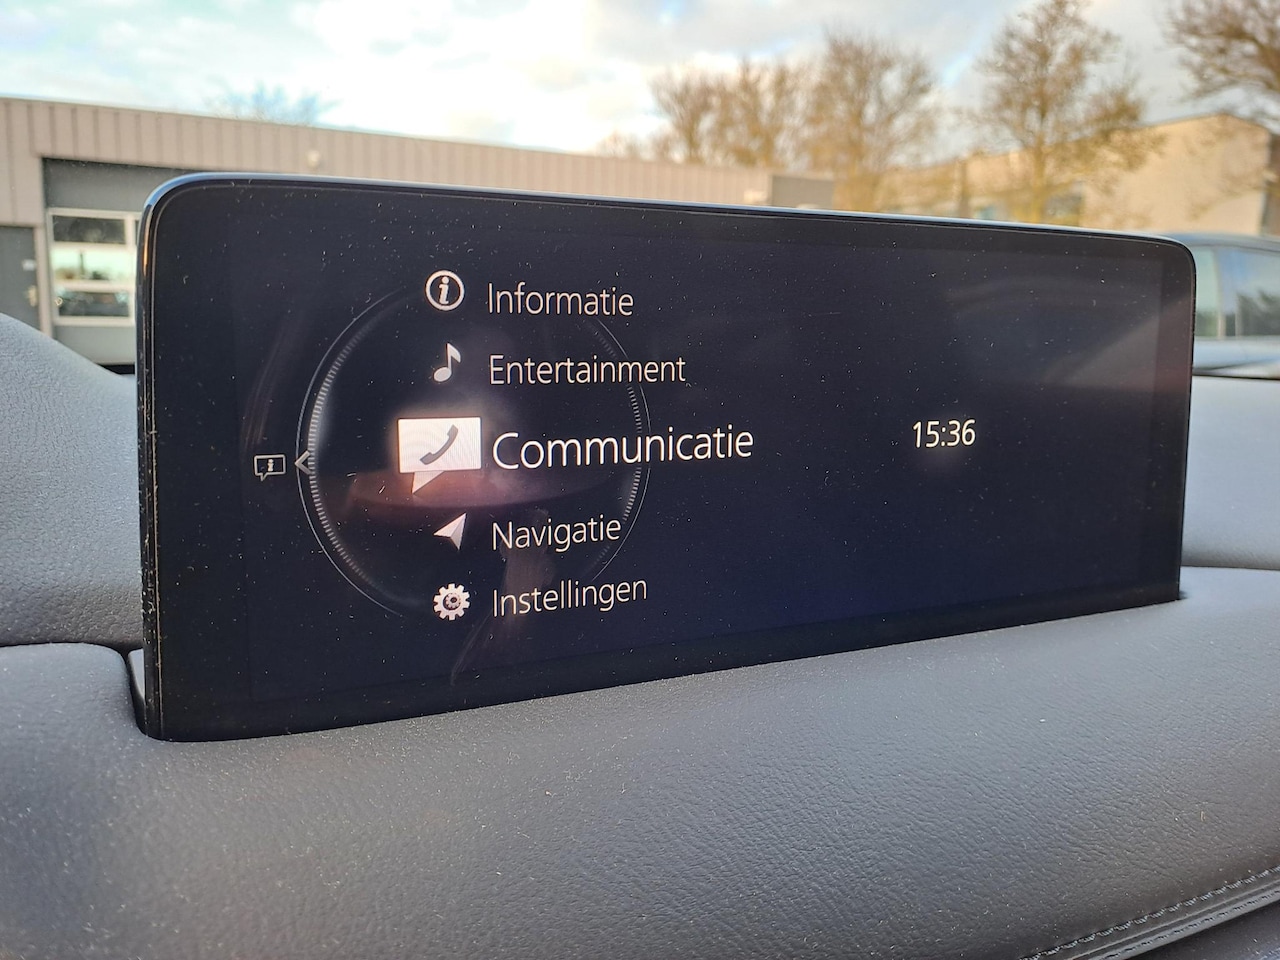 Informatie
Entertainment
Communicatie
15:36
Navigatie
Instellingen